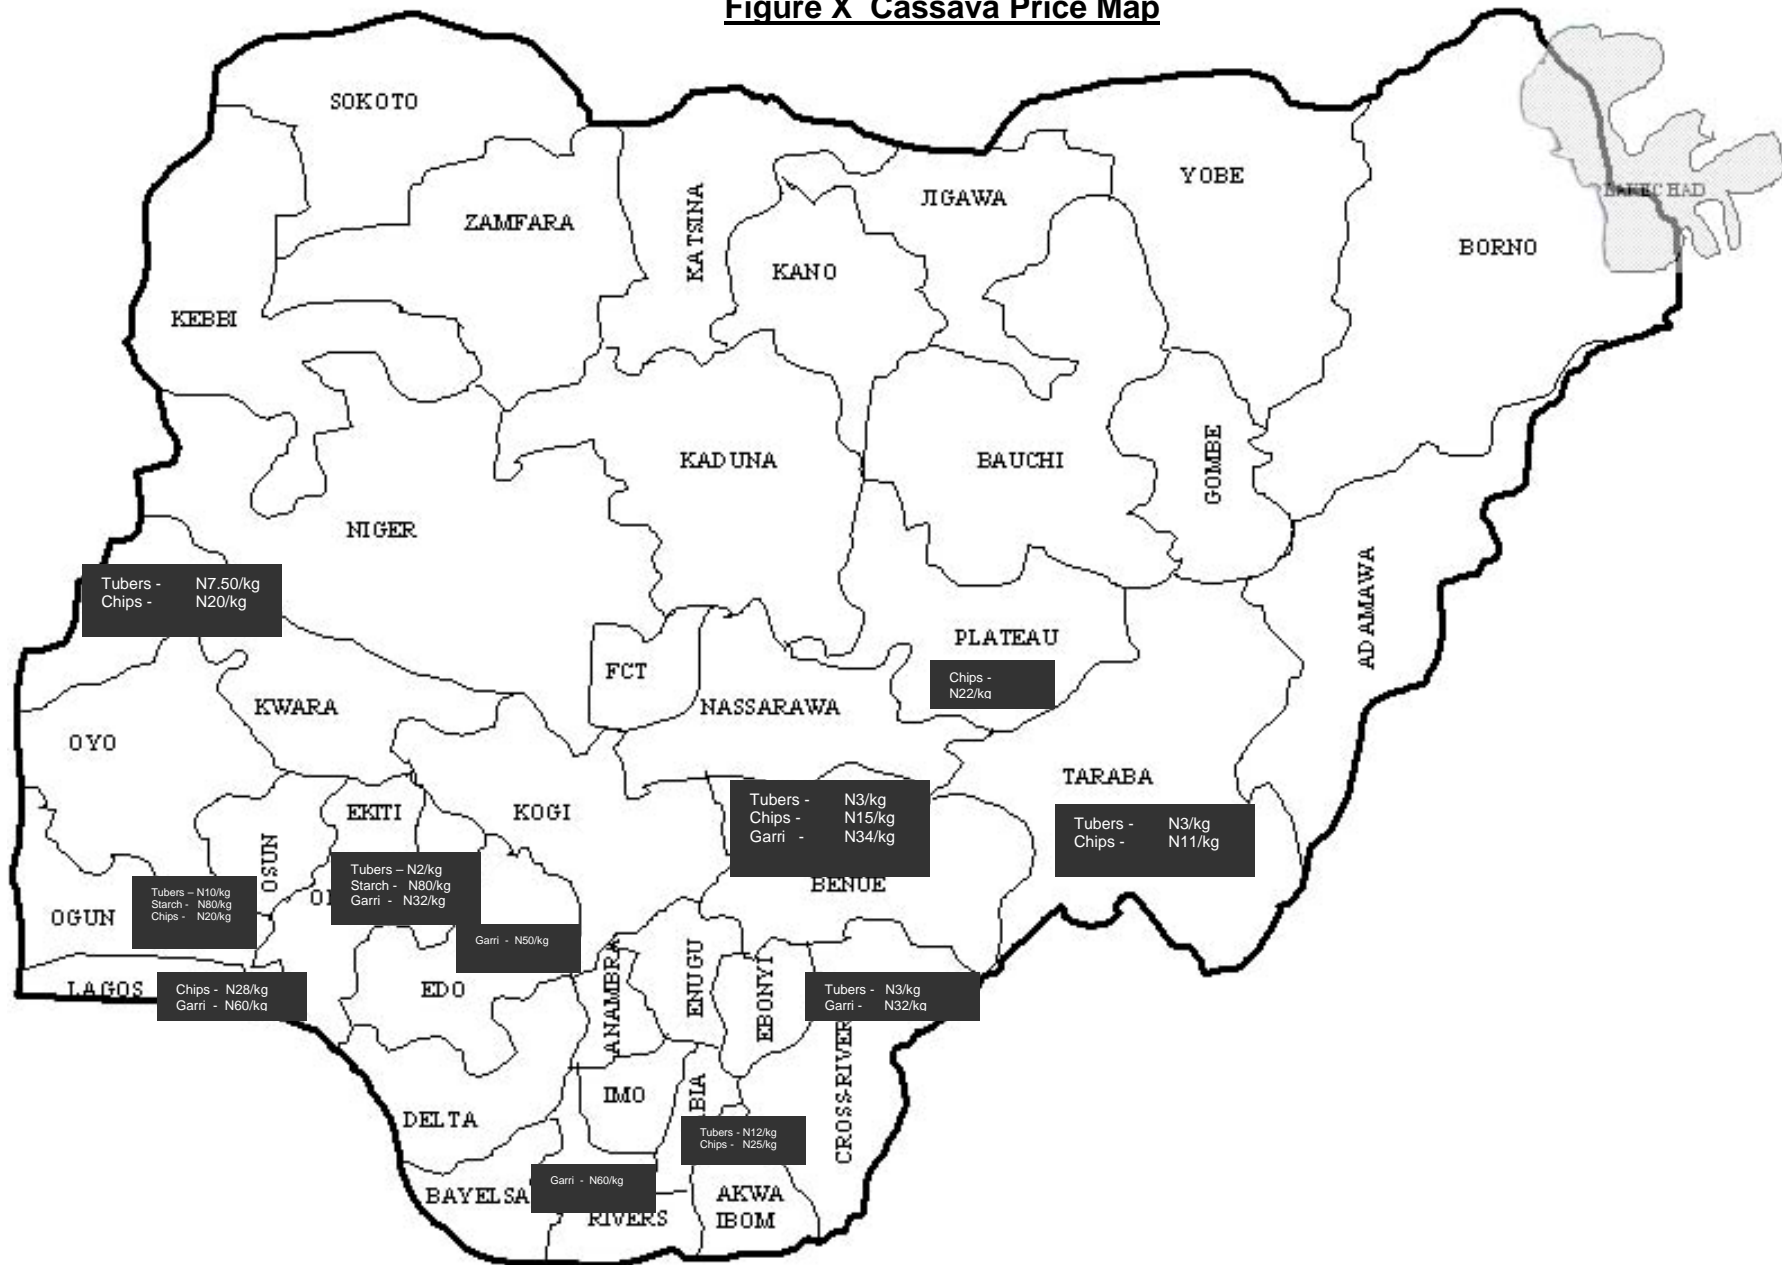 Figure X Cassava Price Map
SOKOTO
KATSINA
JIGAWA
YOBE
LAKE CHAD
ZAMFARA
KANO
BORNO
KEBBI
KADUNA
BAUCHI
GOMBE
NIGER
ADAMAWA
Tubers - N7.50/kg
Chips - N20/kg
PLATEAU
FCT
Chips -
N22/kg
KWARA
NASSARAWA
OYO
TARABA
EKITI
KOGI
Tubers - N3/kg
Chips - N15/kg
Garri - N34/kg
Tubers - N3/kg
Chips - N11/kg
OSUN
Tubers – N2/kg
Starch - N80/kg
Garri - N32/kg
BENUE
Tubers – N10/kg
Starch - N80/kg
Chips - N20/kg
OGUN
Garri - N50/kg
LAGOS
Chips - N28/kg
Garri - N60/kg
EDO
ANAMBRA
ENUGU
EBONYI
Tubers - N3/kg
Garri - N32/kg
CROSS-RIVER
IMO
BIA
DELTA
Tubers - N12/kg
Chips - N25/kg
BAYELSA
Garri - N60/kg
RIVERS
AKWA
IBOM